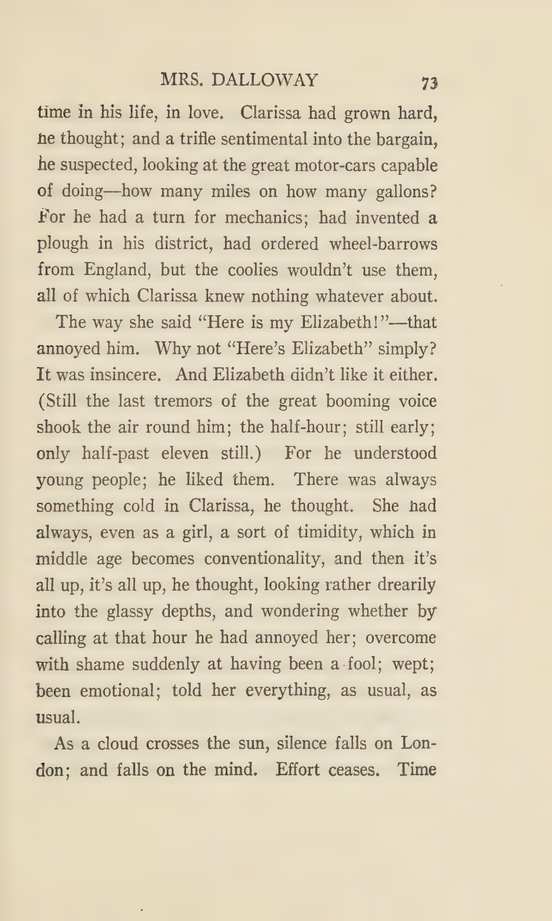 MRS. DALLOWAY 73
time in his life, in love. Clarissa had grown hard,
he thought; and a trifle sentimental into the bargain,
he suspected, looking at the great motor-cars capable
of doing—how many miles on how many gallons?
For he had a turn for mechanics; had invented a
plough in his district, had ordered wheel-barrows
from England, but the coolies wouldn't use them,
all of which Clarissa knew nothing whatever about.
The way she said "Here is my Elizabeth!"—that
annoyed him. Why not "Here's Elizabeth" simply?
It was insincere. And Elizabeth didn't like it either.
(Still the last tremors of the great booming voice
shook the air round him; the half-hour; still early;
only half-past eleven still.) For he understood
young people; he liked them. There was always
something cold in Clarissa, he thought. She had
always, even as a girl, a sort of timidity, which in
middle age becomes conventionality, and then it's
all up, it's all up, he thought, looking rather drearily
into the glassy depths, and wondering whether by
calling at that hour he had annoyed her; overcome
with shame suddenly at having been a fool; wept;
been emotional; told her everything, as usual, as
usual.
As a cloud crosses the sun, silence falls on Lon-
don; and falls on the mind. Effort ceases. Time